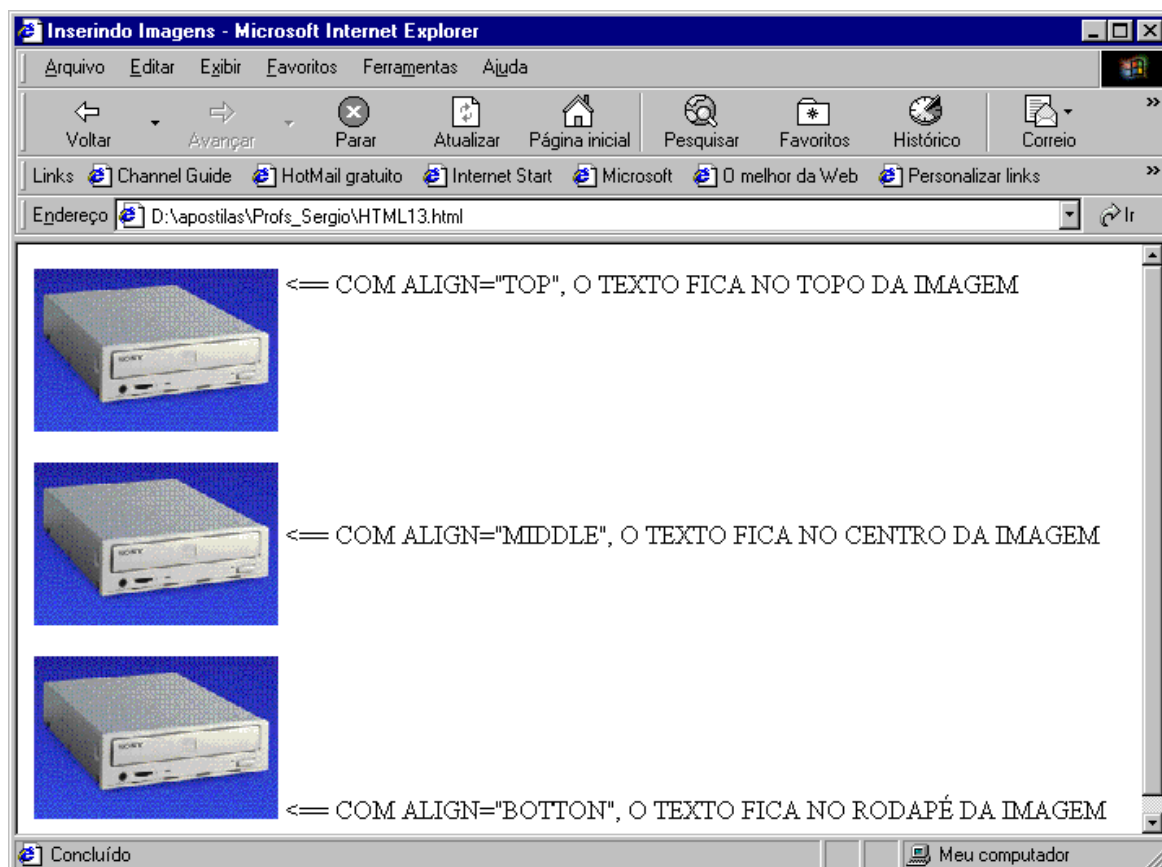 Inserindo Imagens - Microsoft Internet Explorer
Arquivo Editar Exibir Favoritos Ferramentas Ajuda
Voltar Avançar Parar Atualizar Página inicial Pesquisar Favoritos Histórico Correio »
Links Channel Guide HotMail gratuito Internet Start Microsoft O melhor da Web Personalizar links »
Endereço D:\apostilas\Profs_Sergio\HTML13.html Ir
<== COM ALIGN="TOP", O TEXTO FICA NO TOPO DA IMAGEM
SONY
<== COM ALIGN="MIDDLE", O TEXTO FICA NO CENTRO DA IMAGEM
SONY
SONY
<== COM ALIGN="BOTTON", O TEXTO FICA NO RODAPÉ DA IMAGEM
Concluído Meu computador